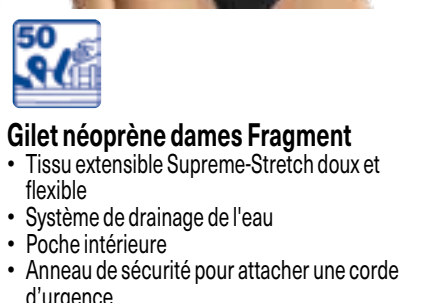 50
Gilet néoprène dames Fragment
• Tissu extensible Supreme-Stretch doux et
flexible
• Système de drainage de l'eau
• Poche intérieure
• Anneau de sécurité pour attacher une corde
d'urgence